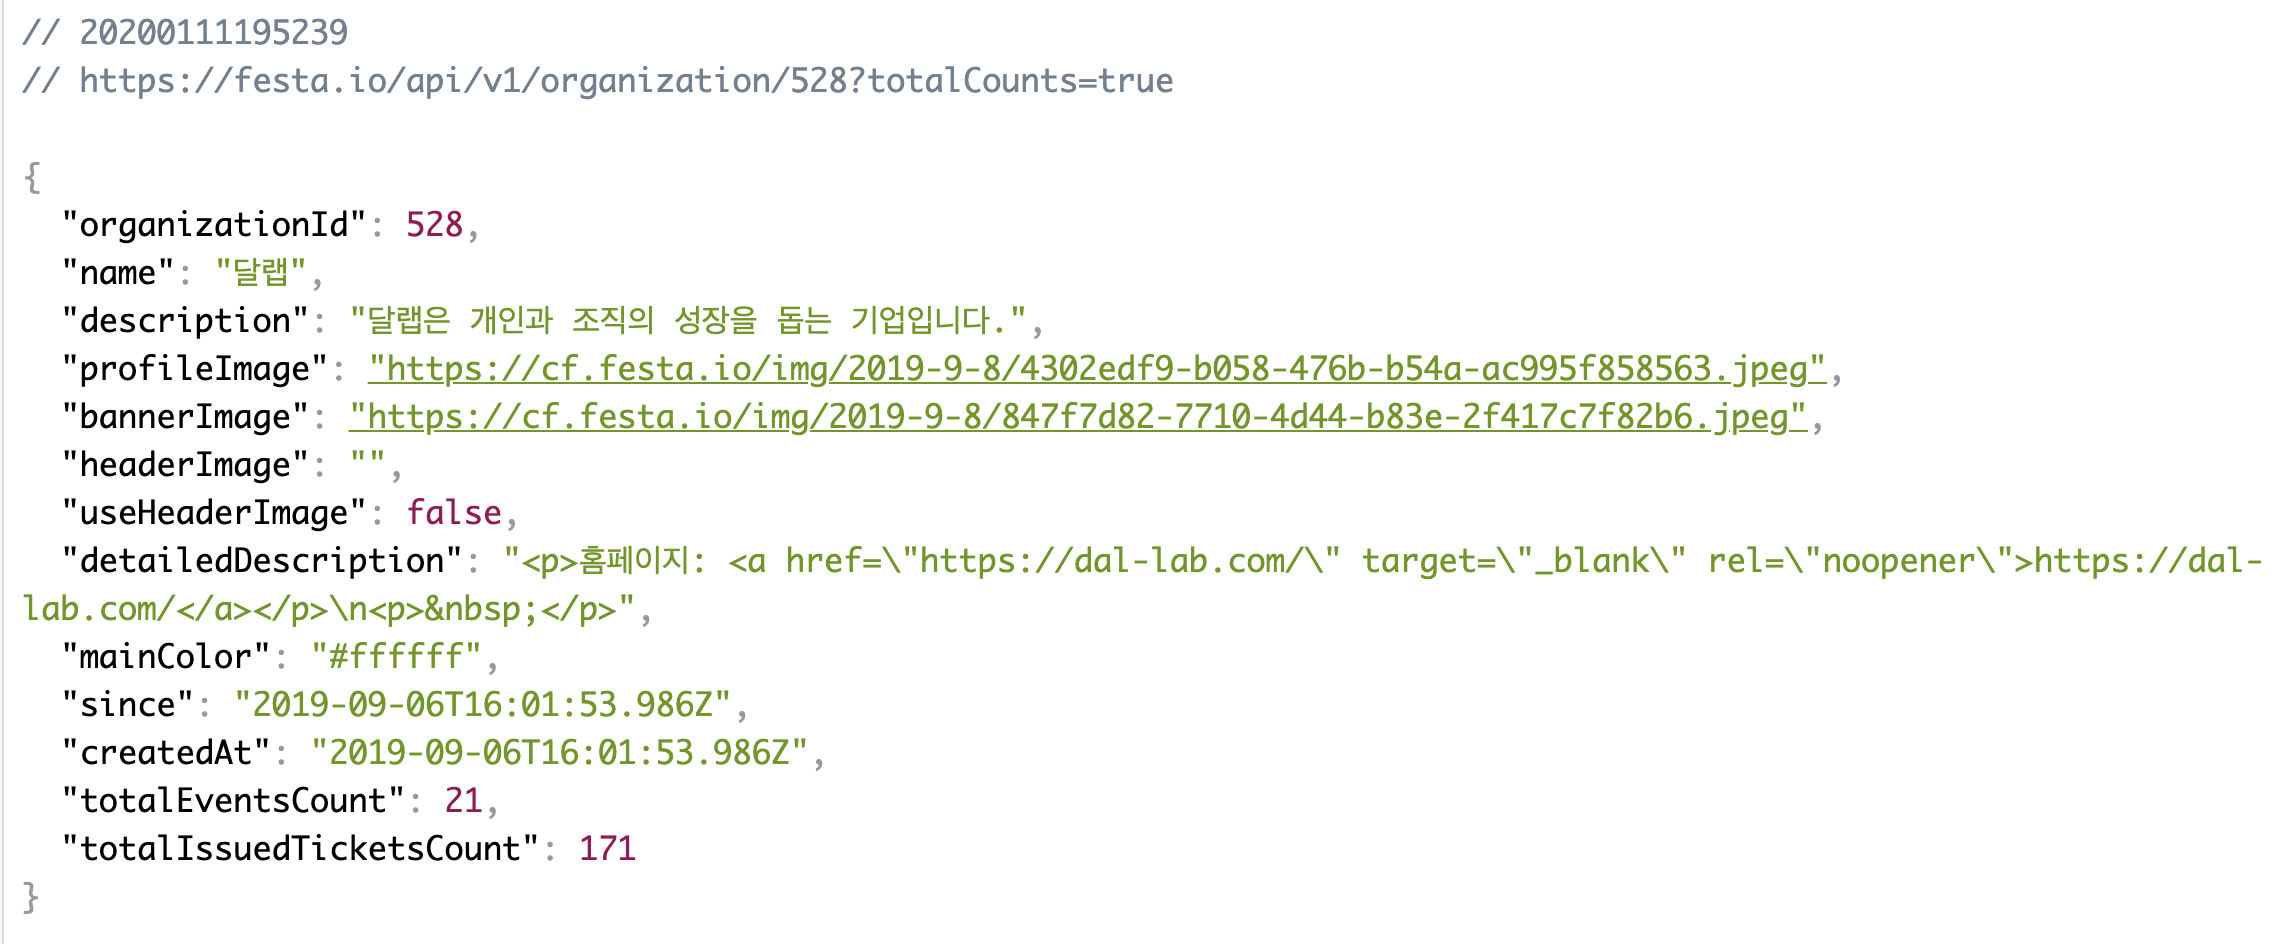 // 20200111195239
// https://festa.io/api/v1/organization/528?totalCounts=true
{
"organizationId": 528,
"name": "달랩",
"description": "달랩은 개인과 조직의 성장을 돕는 기업입니다.",
"profileImage": "https://cf.festa.io/img/2019-9-8/4302edf9-b058-476b-b54a-ac995f858563.jpeg",
"bannerImage": "https://cf.festa.io/img/2019-9-8/847f7d82-7710-4d44-b83e-2f417c7f82b6.jpeg",
"headerImage": "",
"useHeaderImage": false,
"detailedDescription": "<p>홈페이지: <a href=\"https://dal-lab.com/\" target=\"_blank\" rel=\"noopener\">https://dal-
lab.com/</a></p>\n<p>&nbsp;</p>",
"mainColor": "#ffffff",
"since": "2019-09-06T16:01:53.986Z",
"createdAt": "2019-09-06T16:01:53.986Z",
"totalEventsCount": 21,
"totalIssuedTicketsCount": 171
}